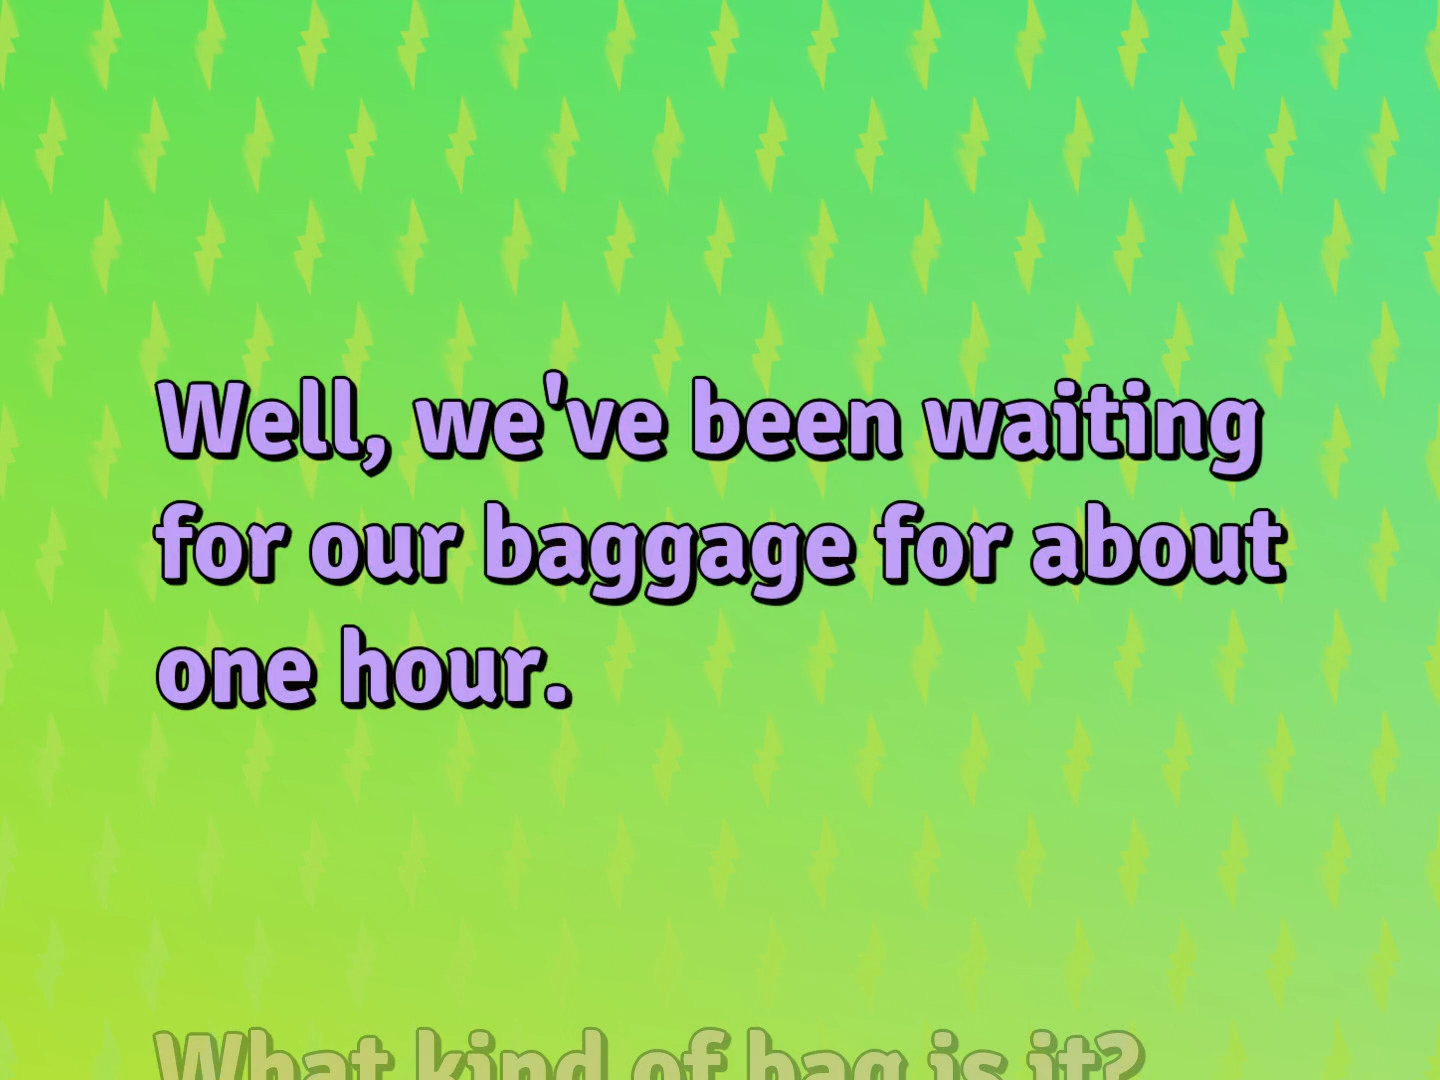 Well, we've been waiting
for our baggage for about
one hour.
What kind of bag is it?